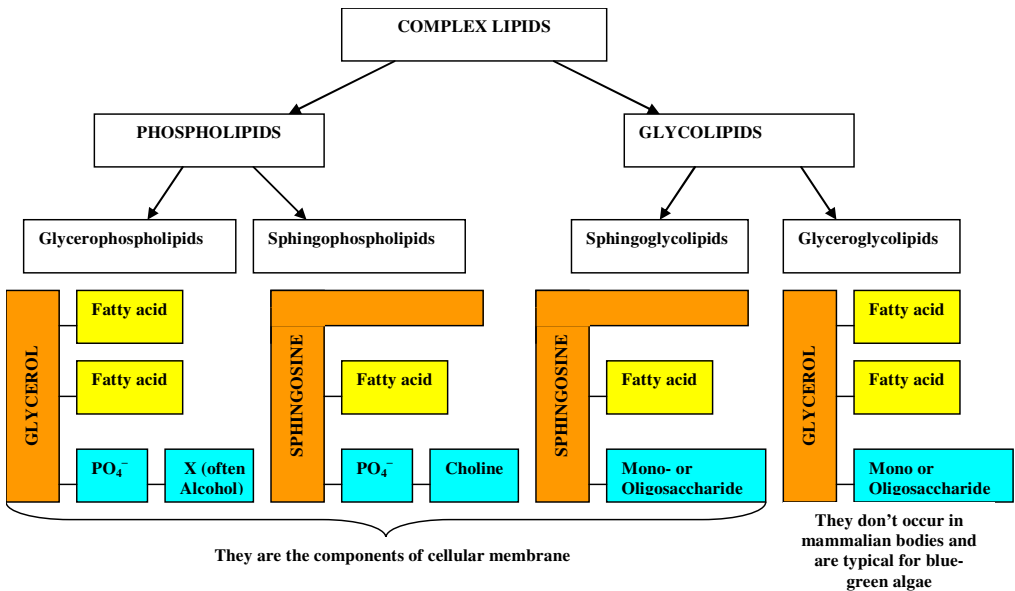 COMPLEX LIPIDS
PHOSPHOLIPIDS
GLYCOLIPIDS
Glycerophospholipids
Sphingophospholipids
Sphingoglycolipids
Glyceroglycolipids
GLYCEROL
Fatty acid
Fatty acid
PO₄⁻
X (often
Alcohol)
SPHINGOSINE
Fatty acid
PO₄⁻
Choline
SPHINGOSINE
Fatty acid
Mono- or
Oligosaccharide
GLYCEROL
Fatty acid
Fatty acid
Mono or
Oligosaccharide
They are the components of cellular membrane
They don’t occur in
mammalian bodies and
are typical for blue-
green algae